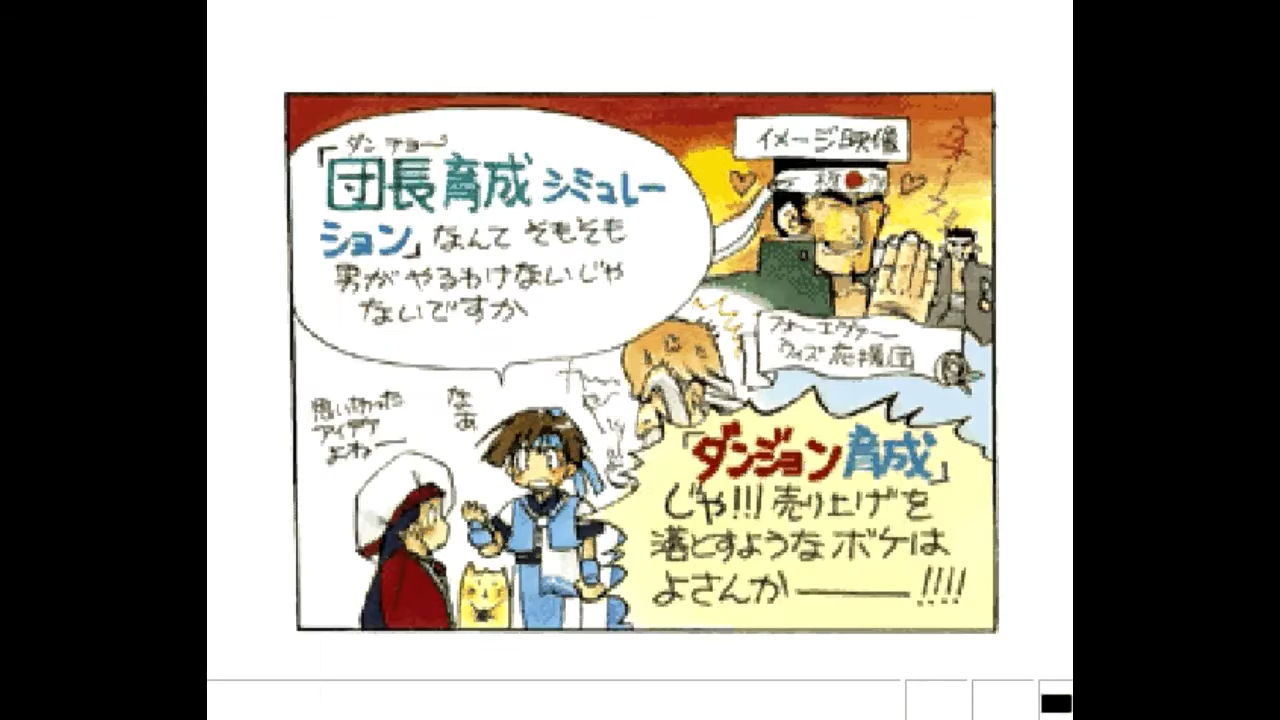 ダンチョー
「団長育成シミュレー
ション」なんて そもそも
男がやるわけないじゃ
ないですか
イメージ映像
フォーエヴァー
ウィズ応援団
思い切った
アイデア
よねー
なぁ
「ダンジョン育成」
じゃ!!!売り上げを
落とすようなボケは
よさんか―――!!!!